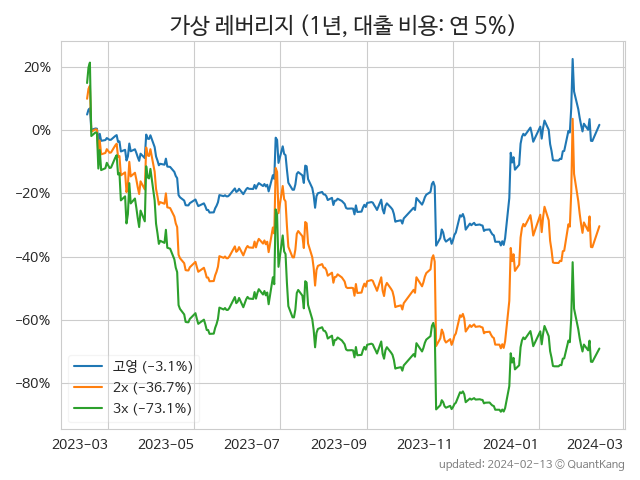 가상 레버리지 (1년, 대출 비용: 연 5%)
20%
0%
−20%
−40%
−60%
−80%
고영 (−3.1%)
2x (−36.7%)
3x (−73.1%)
2023-03 2023-05 2023-07 2023-09 2023-11 2024-01 2024-03
updated: 2024-02-13 © QuantKang